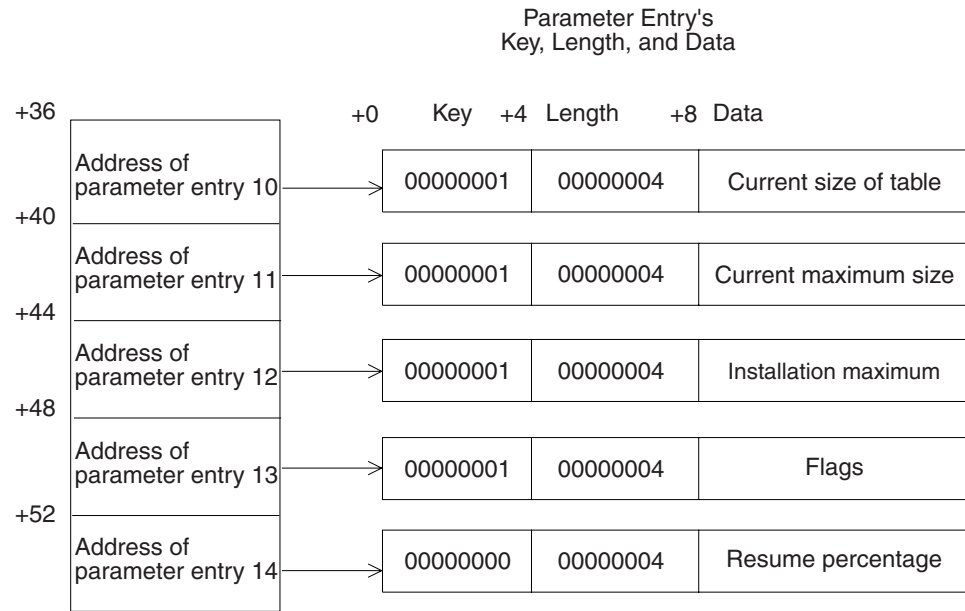 Parameter Entry's
Key, Length, and Data
+36
+0 Key +4 Length +8 Data
Address of
parameter entry 10
00000001 00000004 Current size of table
+40
Address of
parameter entry 11
00000001 00000004 Current maximum size
+44
Address of
parameter entry 12
00000001 00000004 Installation maximum
+48
Address of
parameter entry 13
00000001 00000004 Flags
+52
Address of
parameter entry 14
00000000 00000004 Resume percentage